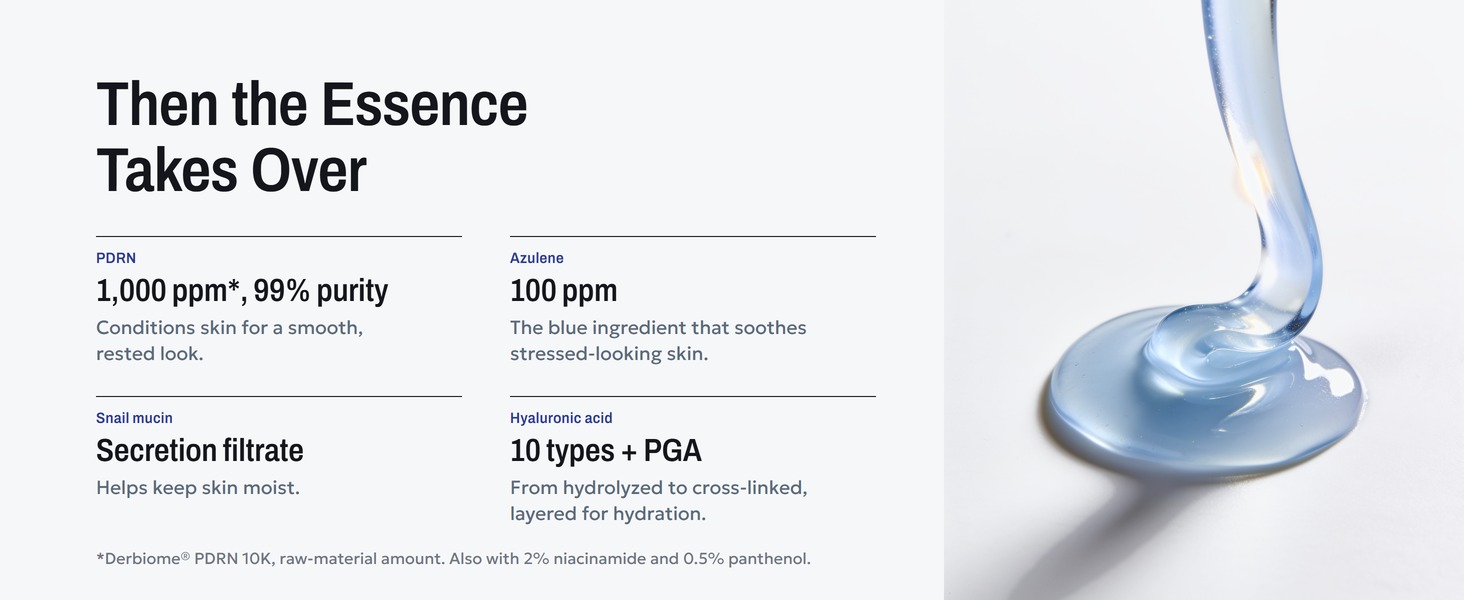 Then the Essence
Takes Over
PDRN
1,000 ppm*, 99% purity
Conditions skin for a smooth,
rested look.
Azulene
100 ppm
The blue ingredient that soothes
stressed-looking skin.
Snail mucin
Secretion filtrate
Helps keep skin moist.
Hyaluronic acid
10 types + PGA
From hydrolyzed to cross-linked,
layered for hydration.
*Derbiome® PDRN 10K, raw-material amount. Also with 2% niacinamide and 0.5% panthenol.